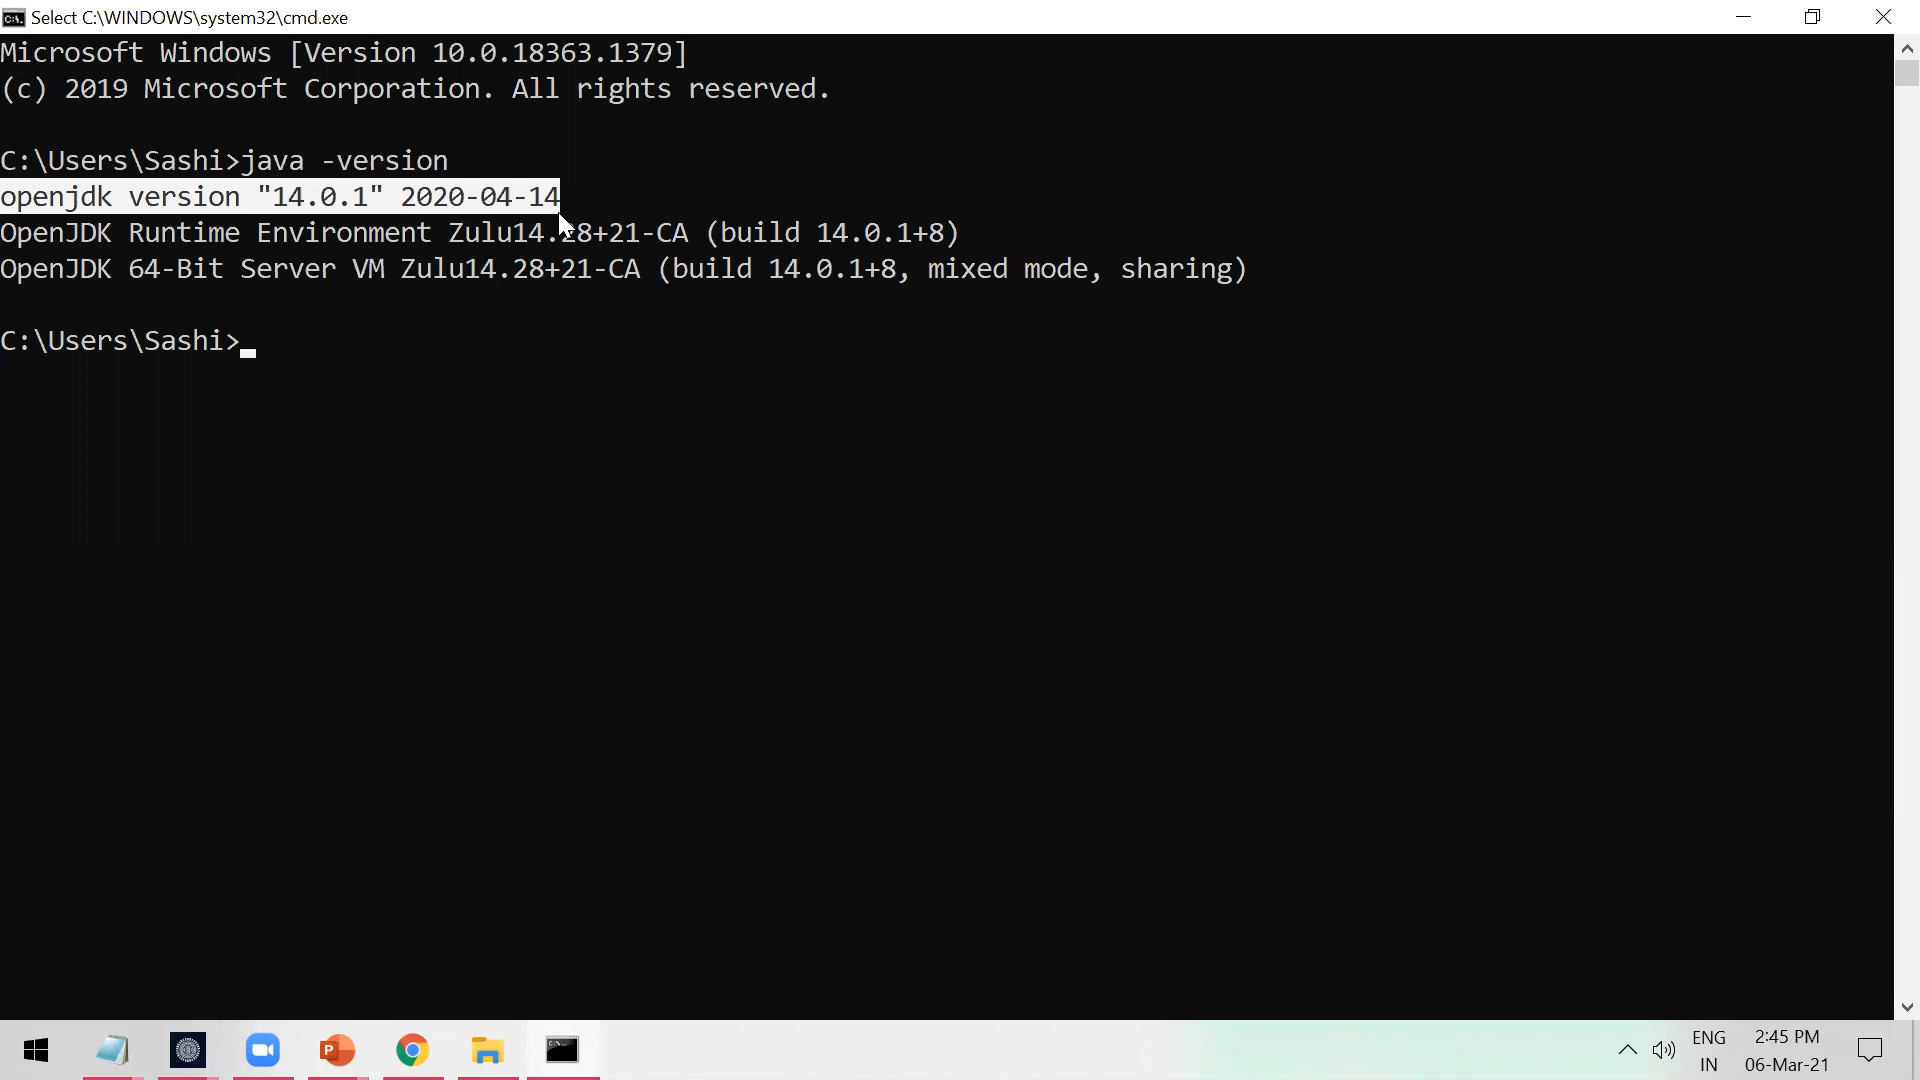 Select C:\WINDOWS\system32\cmd.exe
Microsoft Windows [Version 10.0.18363.1379]
(c) 2019 Microsoft Corporation. All rights reserved.
C:\Users\Sashi>java -version
openjdk version "14.0.1" 2020-04-14
OpenJDK Runtime Environment Zulu14.28+21-CA (build 14.0.1+8)
OpenJDK 64-Bit Server VM Zulu14.28+21-CA (build 14.0.1+8, mixed mode, sharing)
C:\Users\Sashi>
ENG 2:45 PM
IN 06-Mar-21